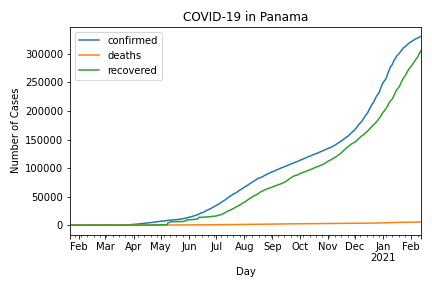 COVID-19 in Panama
confirmed
deaths
recovered
Number of Cases
300000
250000
200000
150000
100000
50000
0
Feb Mar Apr May Jun Jul Aug Sep Oct Nov Dec Jan Feb
2021
Day